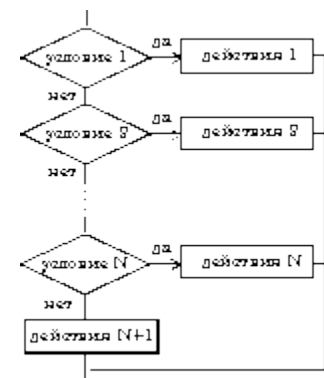 да
условие 1
действия 1
нет
да
условие 2
действия 2
нет
да
условие N
действия N
нет
действия N+1